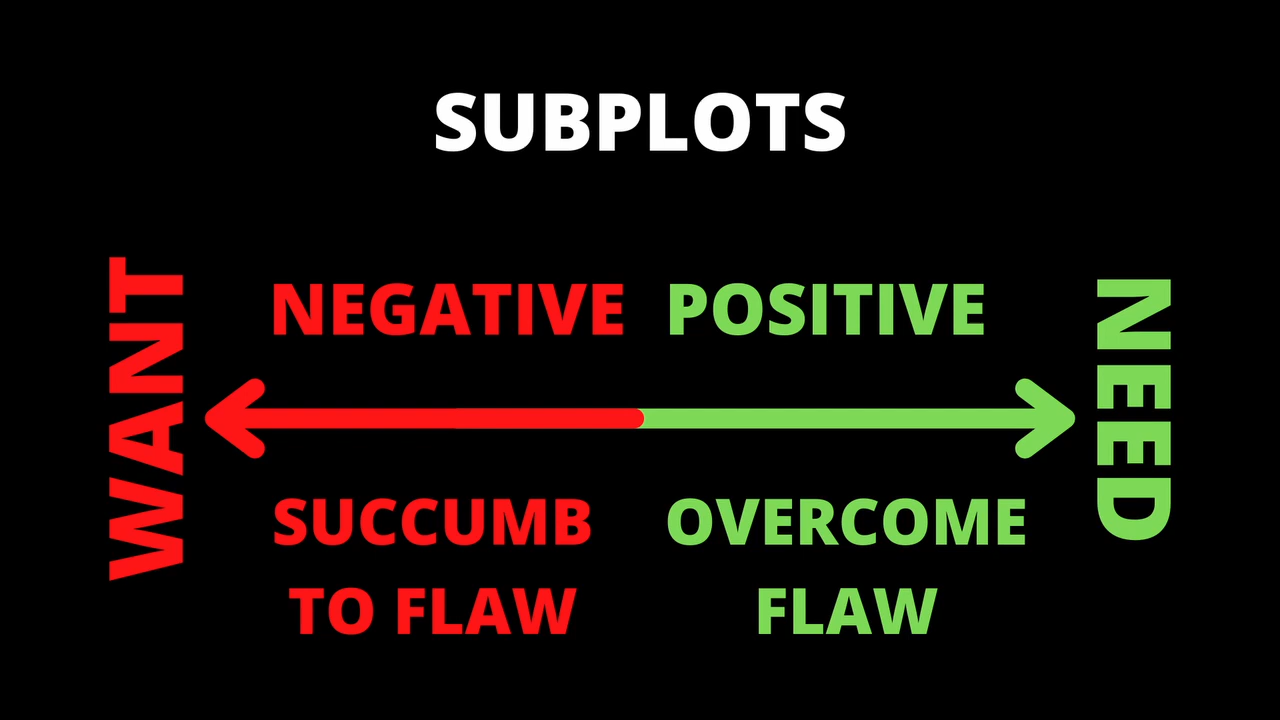 SUBPLOTS
WANT
NEGATIVE POSITIVE
SUCCUMB
TO FLAW
OVERCOME
FLAW
NEED